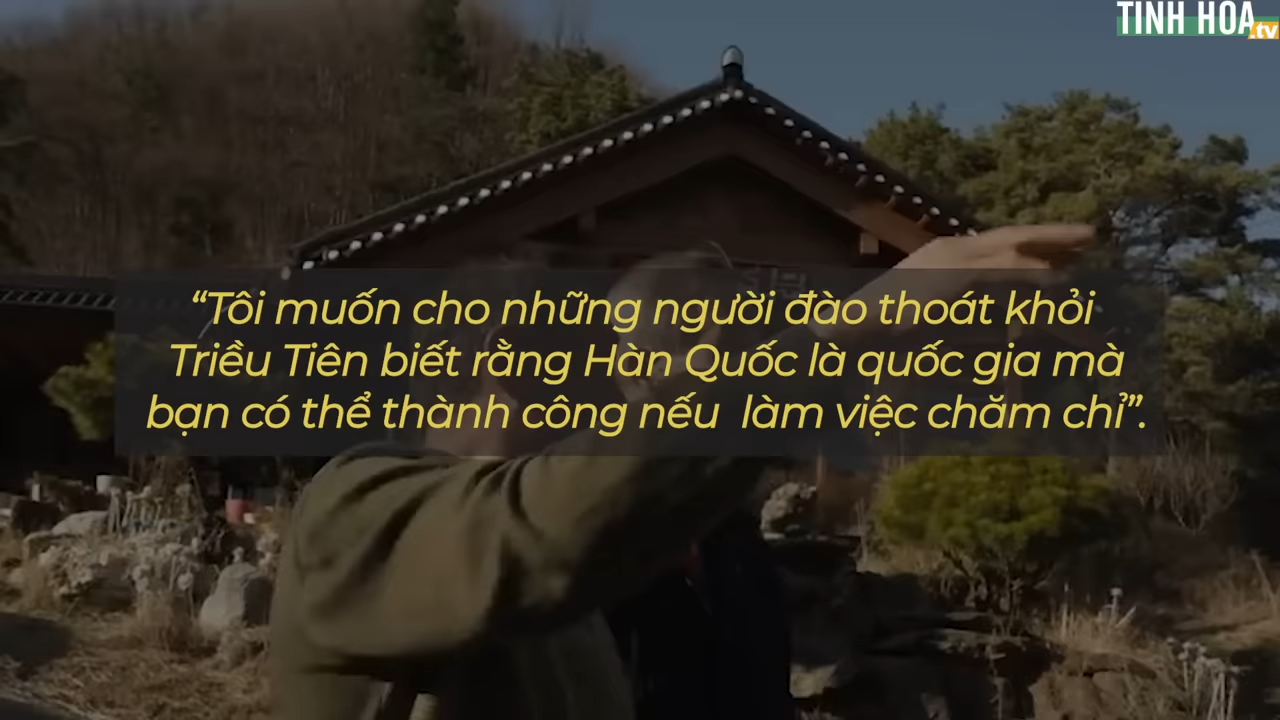 TINH HOA
.tv
“Tôi muốn cho những người đào thoát khỏi
Triều Tiên biết rằng Hàn Quốc là quốc gia mà
bạn có thể thành công nếu  làm việc chăm chỉ”.